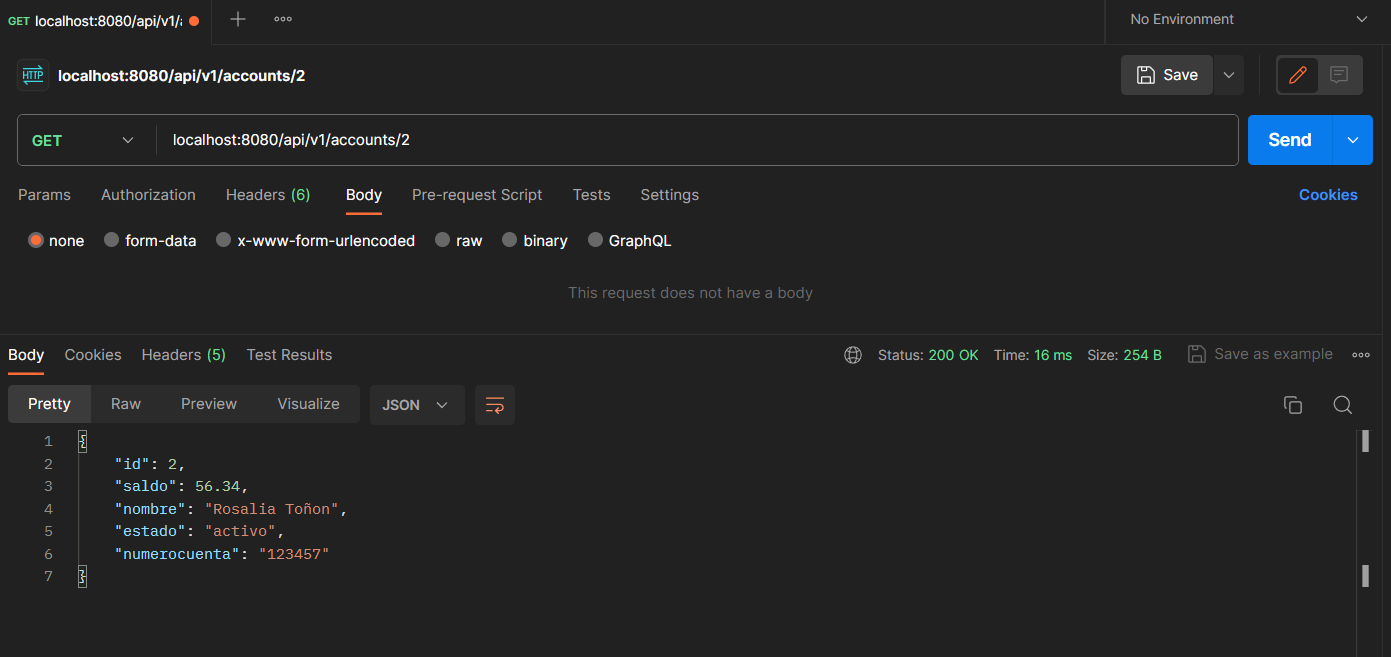 GET localhost:8080/api/v1/
No Environment
HTTP localhost:8080/api/v1/accounts/2
Save
GET localhost:8080/api/v1/accounts/2
Send
Params Authorization Headers (6) Body Pre-request Script Tests Settings Cookies
none form-data x-www-form-urlencoded raw binary GraphQL
This request does not have a body
Body Cookies Headers (5) Test Results Status: 200 OK Time: 16 ms Size: 254 B Save as example
Pretty Raw Preview Visualize JSON
1 {
2 "id": 2,
3 "saldo": 56.34,
4 "nombre": "Rosalia Toñon",
5 "estado": "activo",
6 "numerocuenta": "123457"
7 }